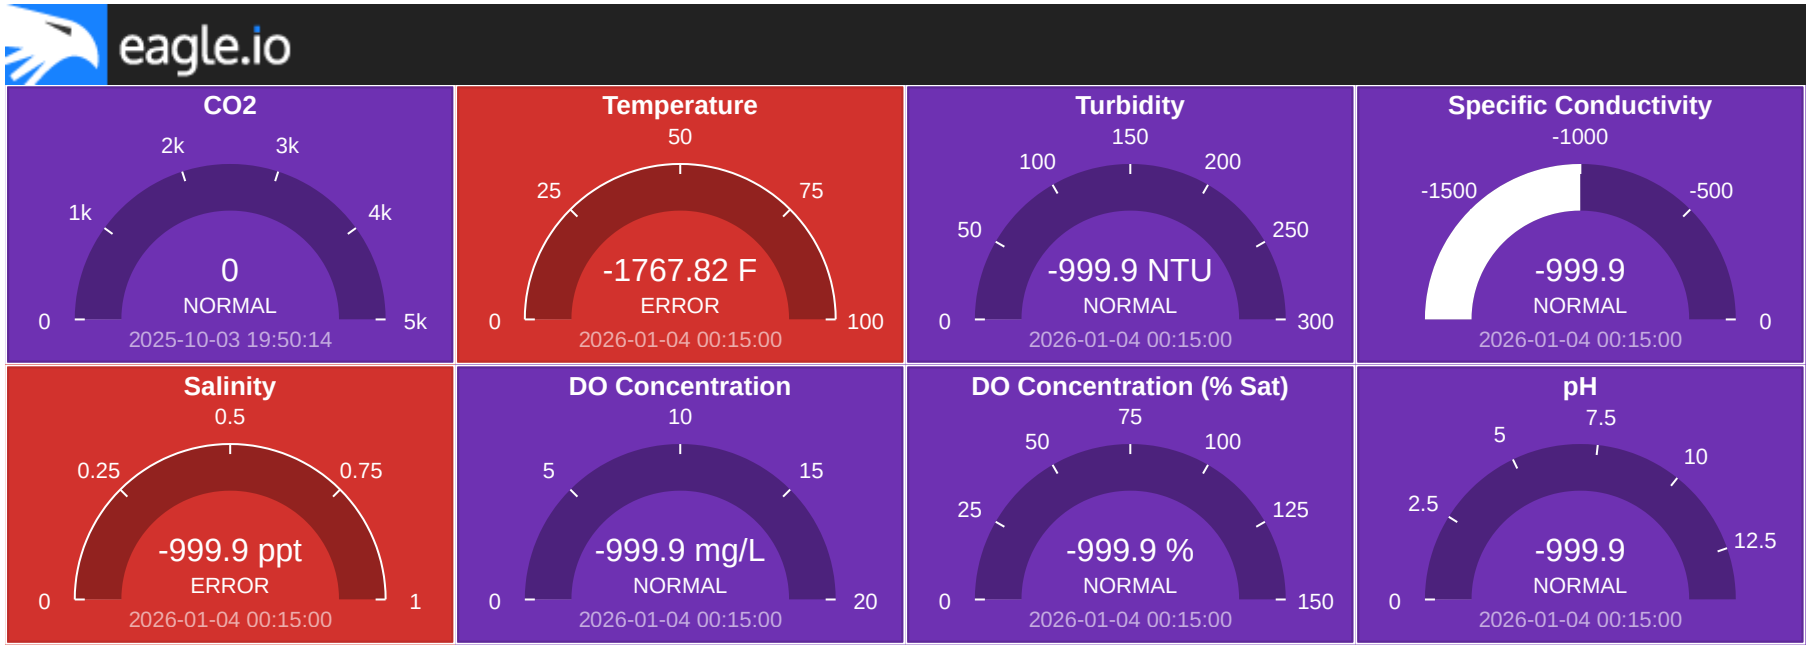 eagle.io
CO2
0
1k
2k
3k
4k
5k
0
NORMAL
2025-10-03 19:50:14
Temperature
0
25
50
75
100
-1767.82 F
ERROR
2026-01-04 00:15:00
Turbidity
0
50
100
150
200
250
300
-999.9 NTU
NORMAL
2026-01-04 00:15:00
Specific Conductivity
-1500
-1000
-500
0
-999.9
NORMAL
2026-01-04 00:15:00
Salinity
0
0.25
0.5
0.75
1
-999.9 ppt
ERROR
2026-01-04 00:15:00
DO Concentration
0
5
10
15
20
-999.9 mg/L
NORMAL
2026-01-04 00:15:00
DO Concentration (% Sat)
0
25
50
75
100
125
150
-999.9 %
NORMAL
2026-01-04 00:15:00
pH
0
2.5
5
7.5
10
12.5
-999.9
NORMAL
2026-01-04 00:15:00